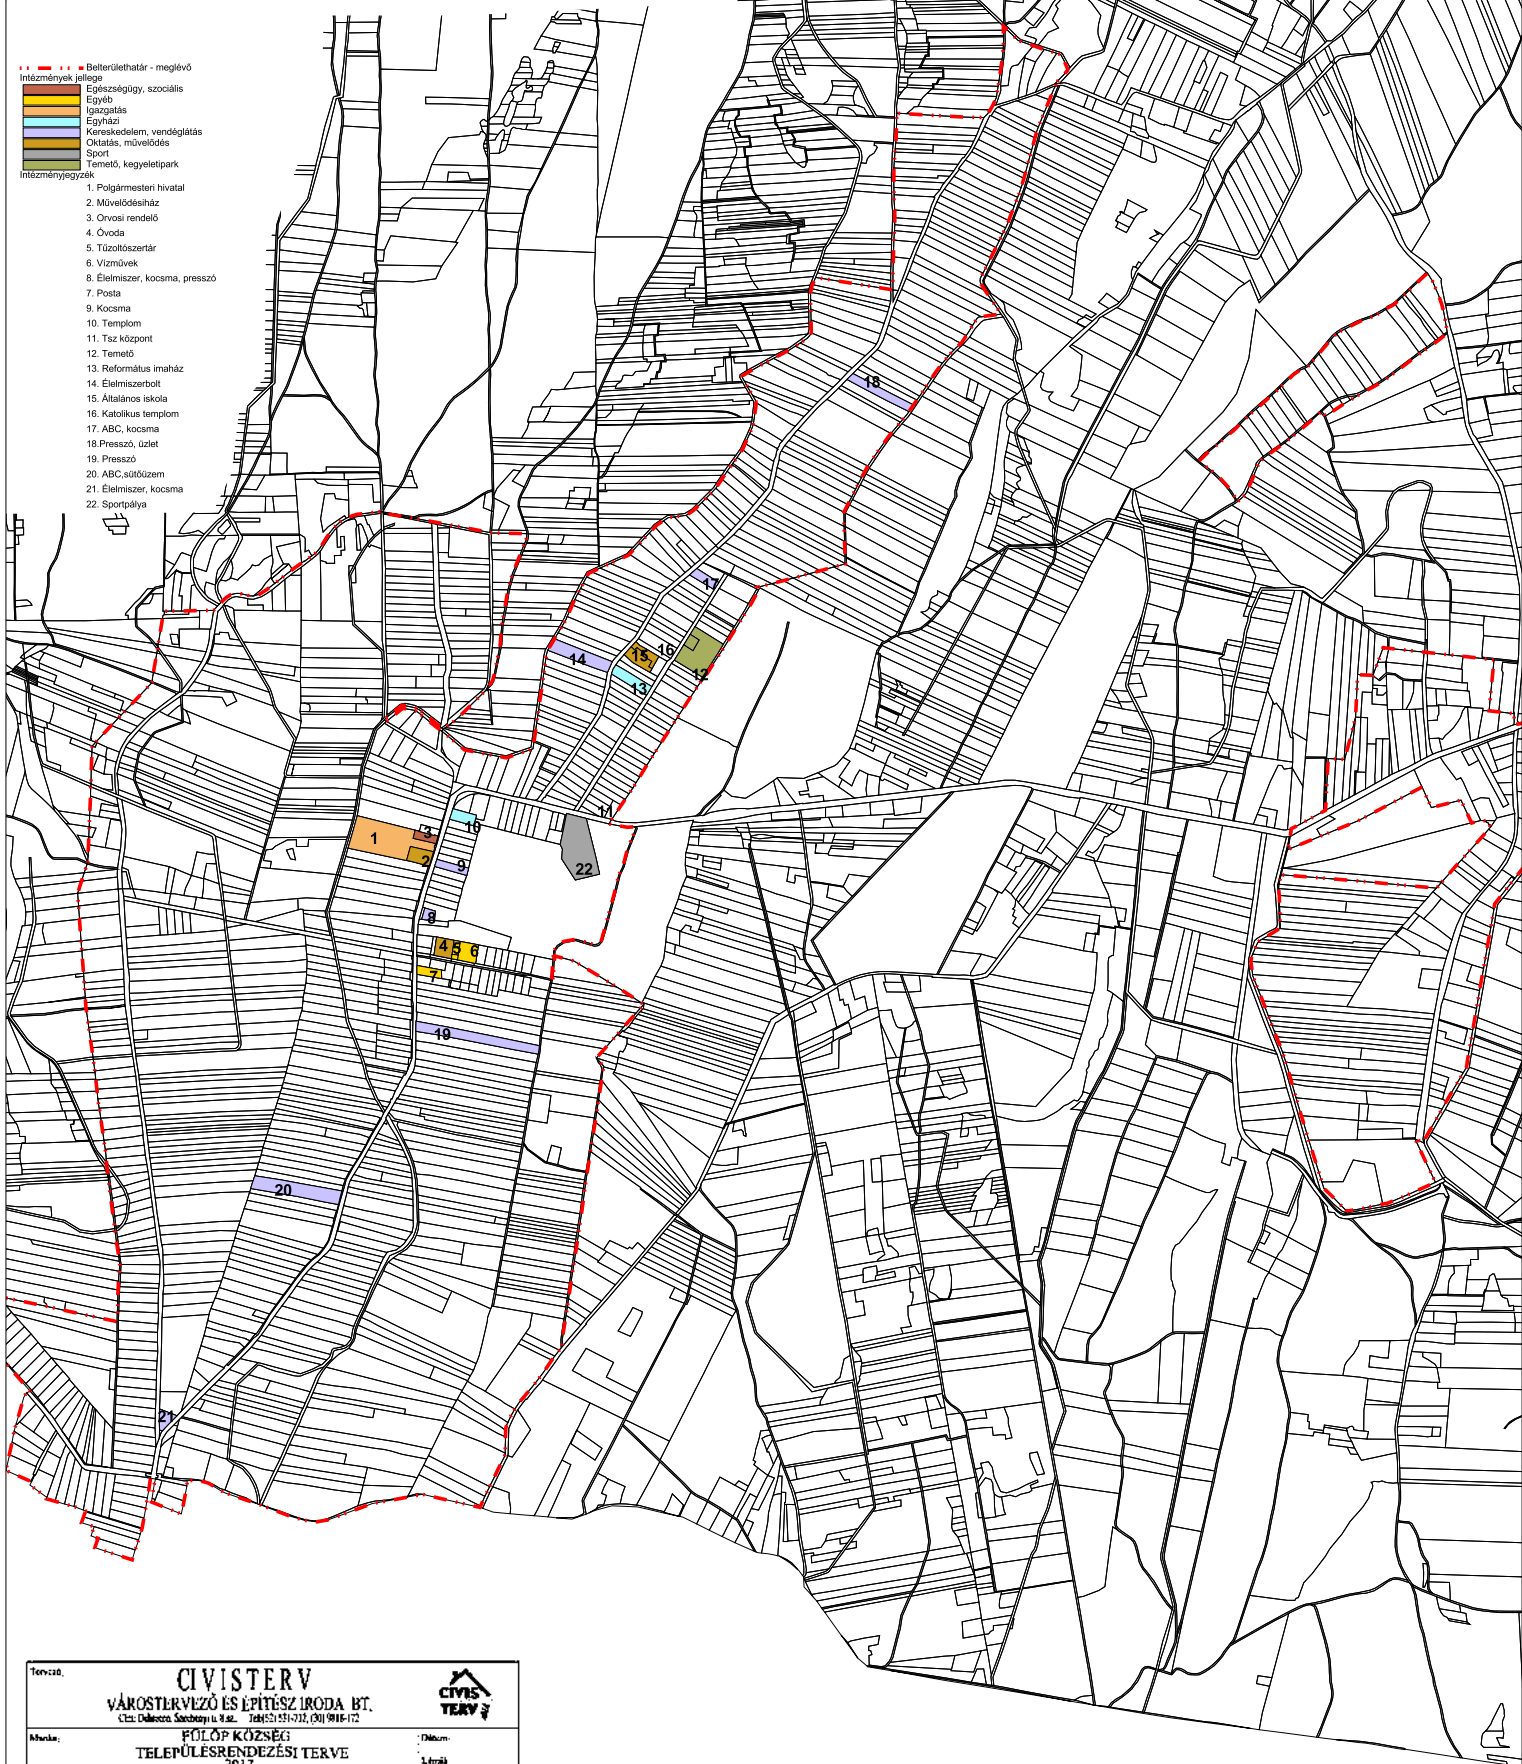 Belterülethatár - meglévő
Intézmények jellege
Egészségügy, szociális
Egyéb
Igazgatás
Egyházi
Kereskedelem, vendéglátás
Oktatás, művelődés
Sport
Temető, kegyeletipark
Intézményjegyzék
1. Polgármesteri hivatal
2. Művelődésiház
3. Orvosi rendelő
4. Óvoda
5. Tűzoltószertár
6. Vízművek
8. Élelmiszer, kocsma, presszó
7. Posta
9. Kocsma
10. Templom
11. Tsz központ
12. Temető
13. Református imaház
14. Élelmiszerbolt
15. Általános iskola
16. Katolikus templom
17. ABC, kocsma
18.Presszó, üzlet
19. Presszó
20. ABC,sütőüzem
21. Élelmiszer, kocsma
22. Sportpálya
18
17
16
15
14
13
12
11
10
3
1
2
9
22
8
4 5 6
7
19
20
21
CIVISTERV
VÁROSTERVEZŐ ÉS ÉPÍTÉSZ IRODA BT.
CIVIS
TERV
FÜLÖP KÖZSÉG
TELEPÜLÉSRENDEZÉSI TERVE
2017